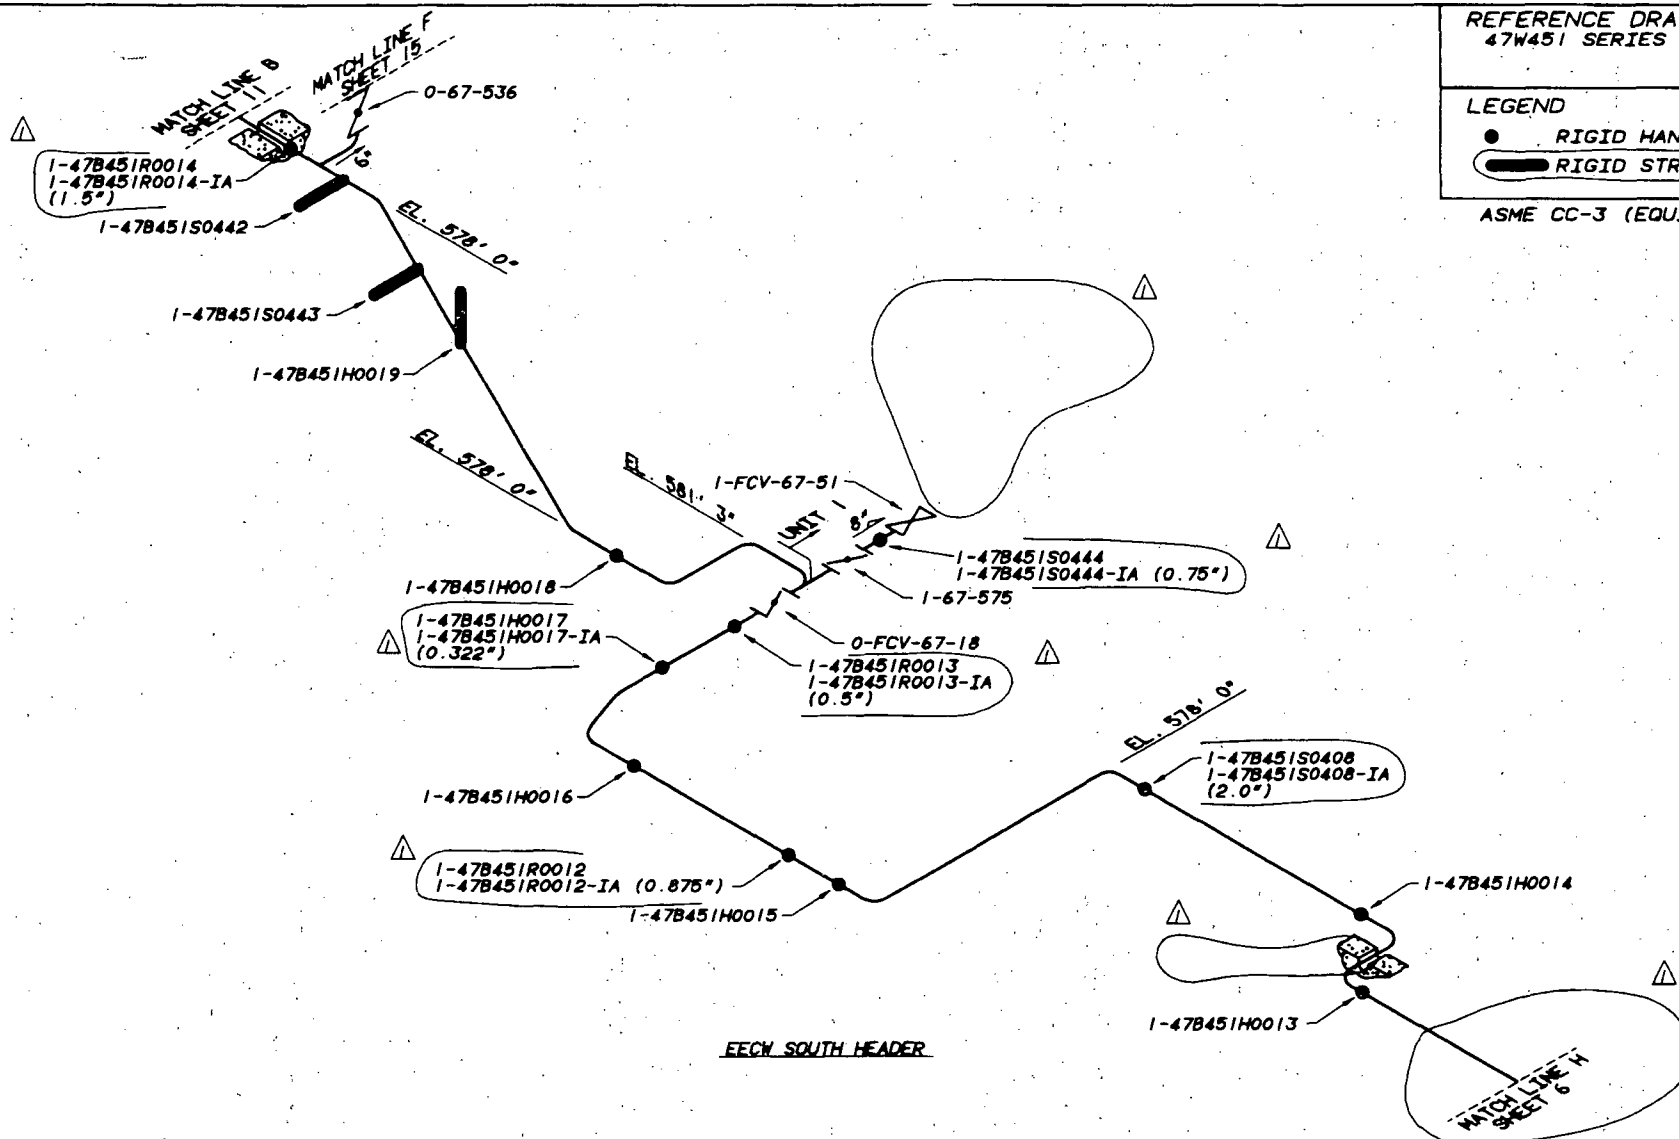 REFERENCE DRA
47W451 SERIES
LEGEND
RIGID HAN
RIGID STR
ASME CC-3 (EQU
MATCH LINE B
SHEET 11
MATCH LINE F
SHEET 15
0-67-536
6"
1-47B451R0014
1-47B451R0014-IA
(1.5")
1-47B451S0442
EL. 578' 0"
1-47B451S0443
1-47B451H0019
EL. 578' 0"
EL. 581' 3"
1-FCV-67-51
UNIT 1
8"
1-47B451S0444
1-47B451S0444-IA (0.75")
1-67-575
1-47B451H0018
1-47B451H0017
1-47B451H0017-IA
(0.322")
0-FCV-67-18
1-47B451R0013
1-47B451R0013-IA
(0.5")
EL. 578' 0"
1-47B451S0408
1-47B451S0408-IA
(2.0")
1-47B451H0016
1-47B451R0012
1-47B451R0012-IA (0.875")
1-47B451H0015
1-47B451H0014
1-47B451H0013
EECW SOUTH HEADER
MATCH LINE H
SHEET 6